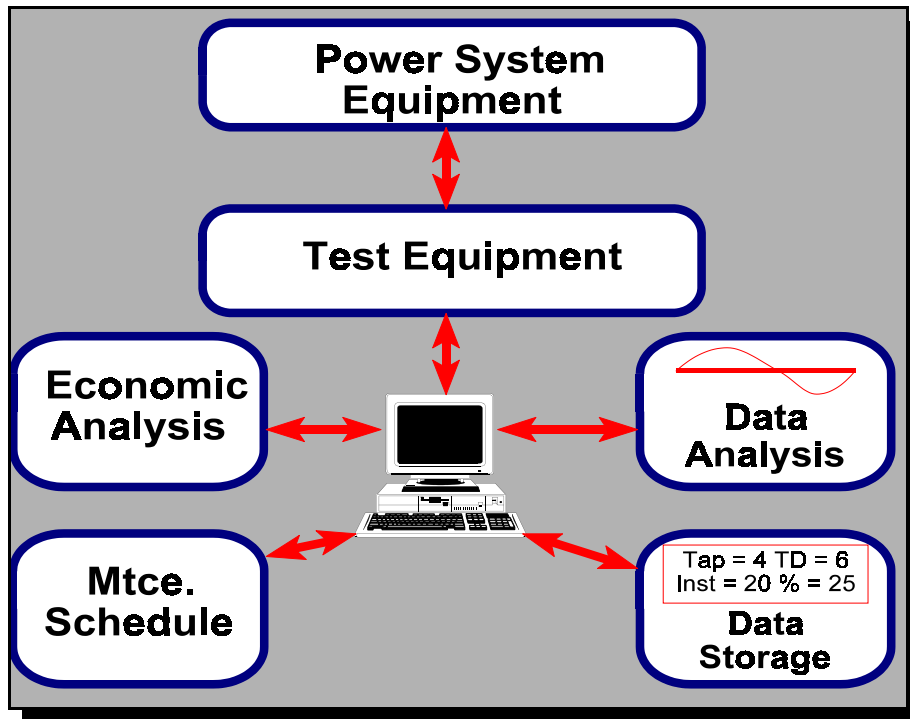 Power System
Equipment
Test Equipment
Economic
Analysis
Data
Analysis
Mtce.
Schedule
Tap = 4 TD = 6
Inst = 20 % = 25
Data
Storage